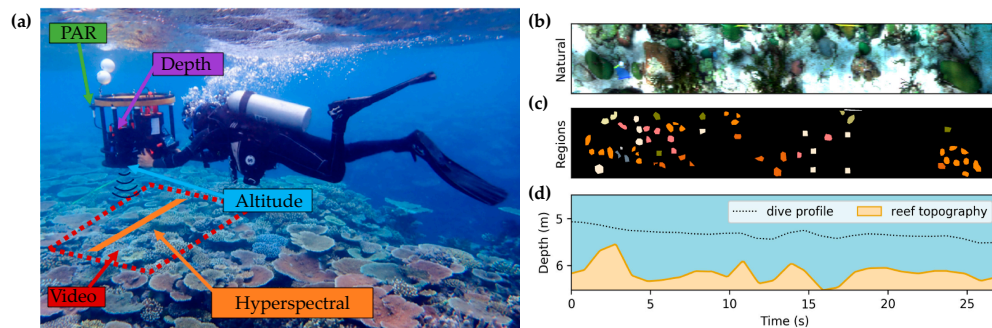 (a)
PAR
Depth
Altitude
Video
Hyperspectral
(b)
Natural
(c)
Regions
(d)
dive profile
reef topography
Depth (m)
5
6
0
5
10
15
20
25
Time (s)